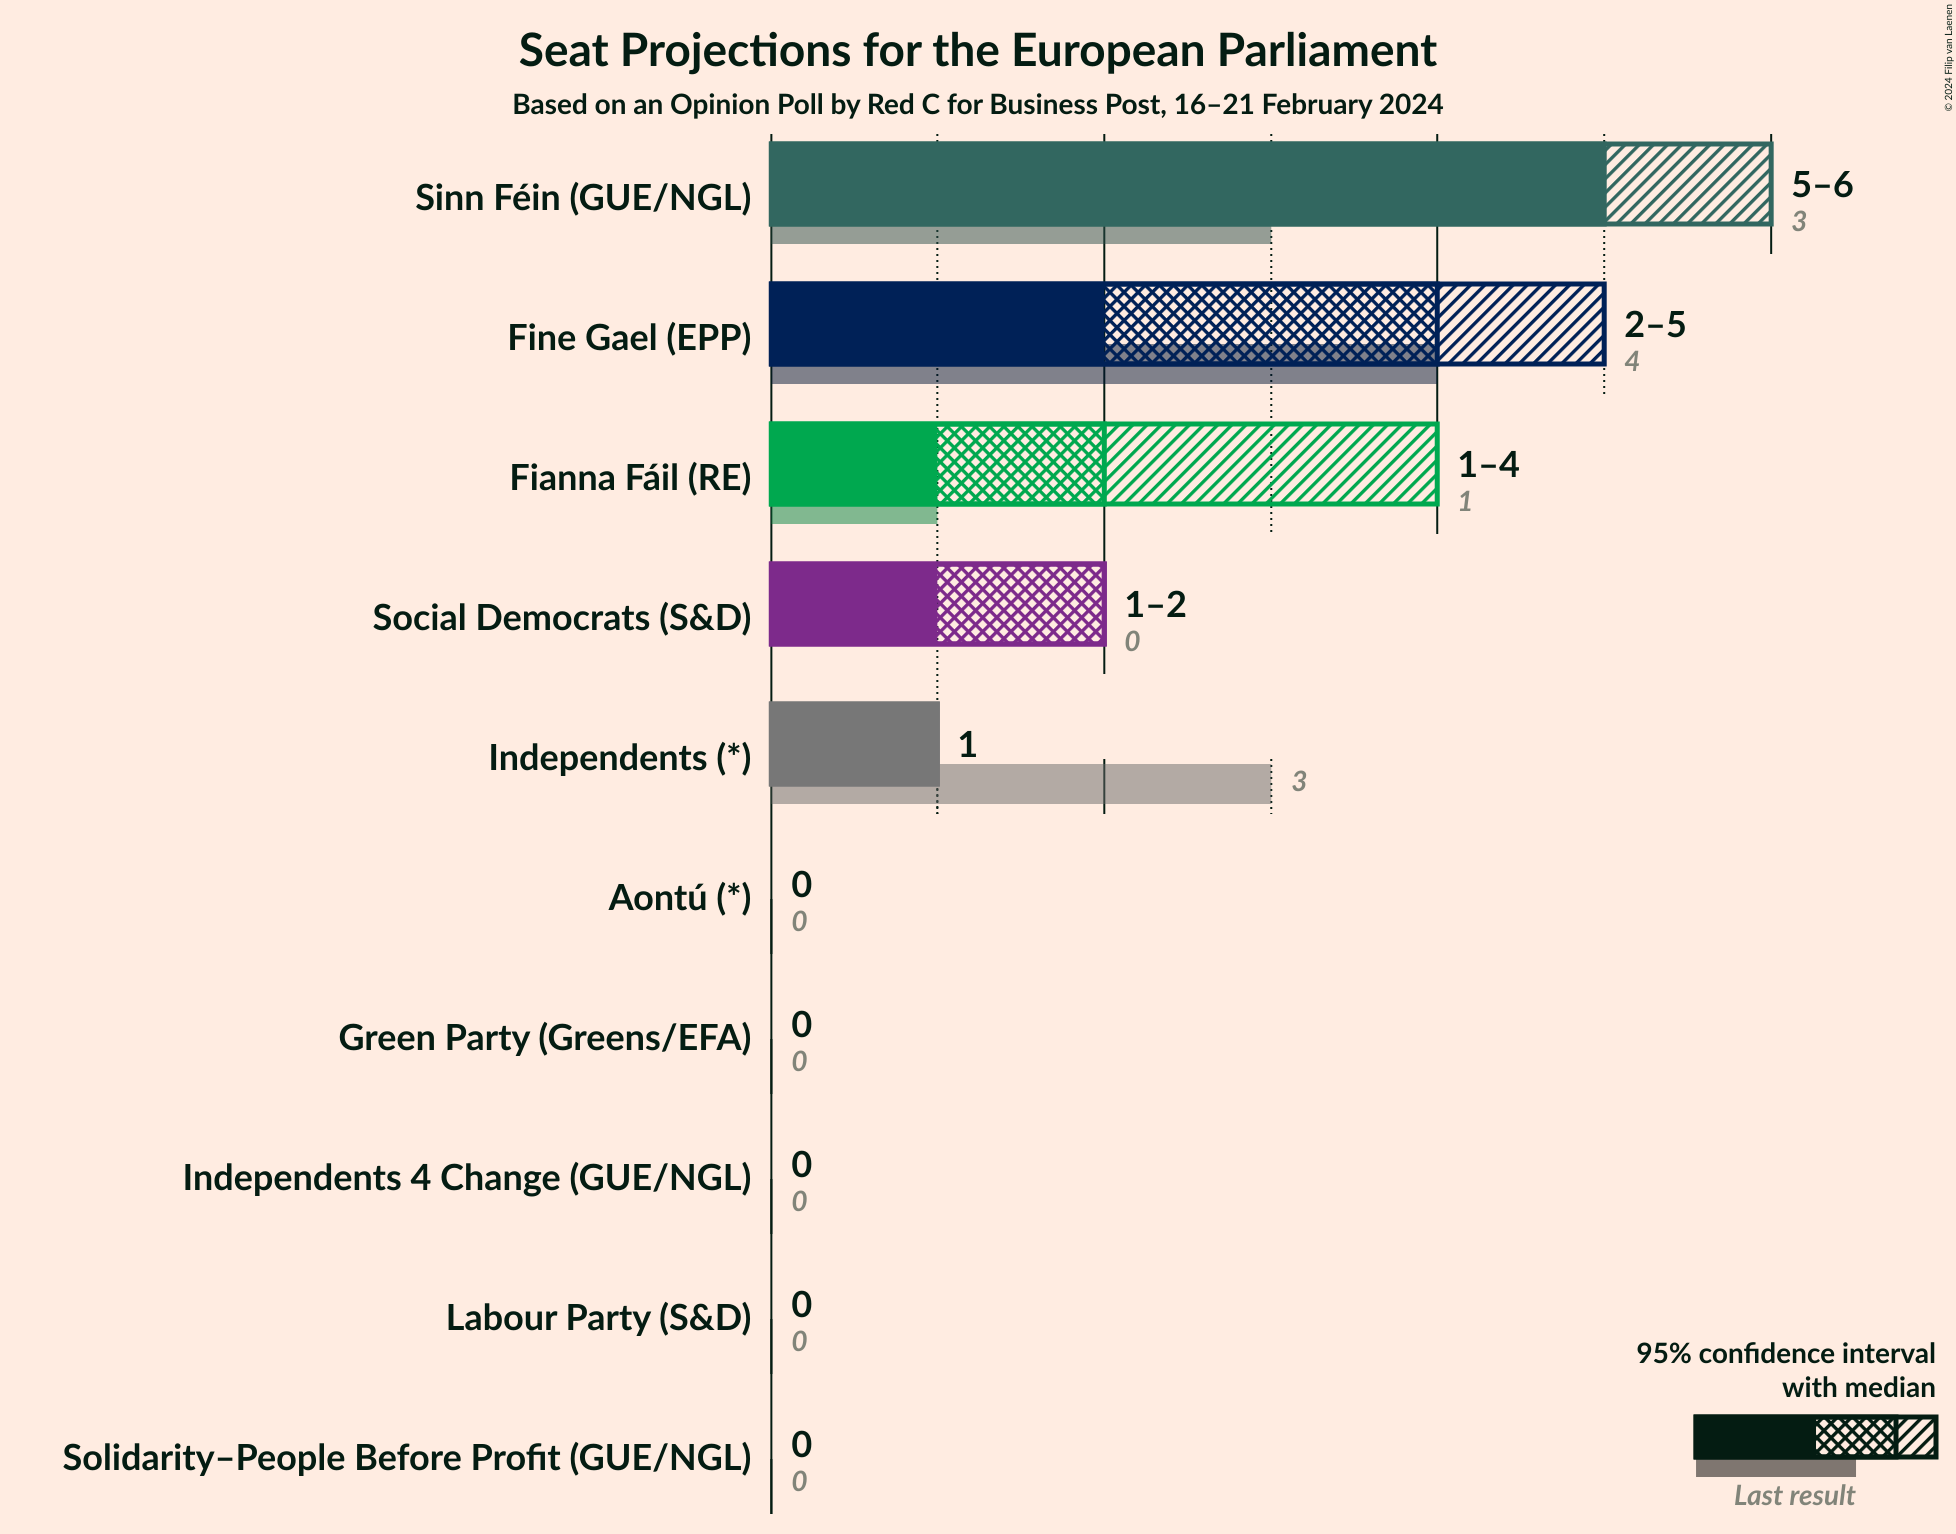 Seat Projections for the European Parliament
Based on an Opinion Poll by Red C for Business Post, 16–21 February 2024
© 2024 Filip van Laenen
Sinn Féin (GUE/NGL)
5–6
3
Fine Gael (EPP)
2–5
4
Fianna Fáil (RE)
1–4
1
Social Democrats (S&D)
1–2
0
Independents (*)
1
3
Aontú (*)
0
0
Green Party (Greens/EFA)
0
0
Independents 4 Change (GUE/NGL)
0
0
Labour Party (S&D)
0
0
Solidarity–People Before Profit (GUE/NGL)
0
0
95% confidence interval
with median
Last result